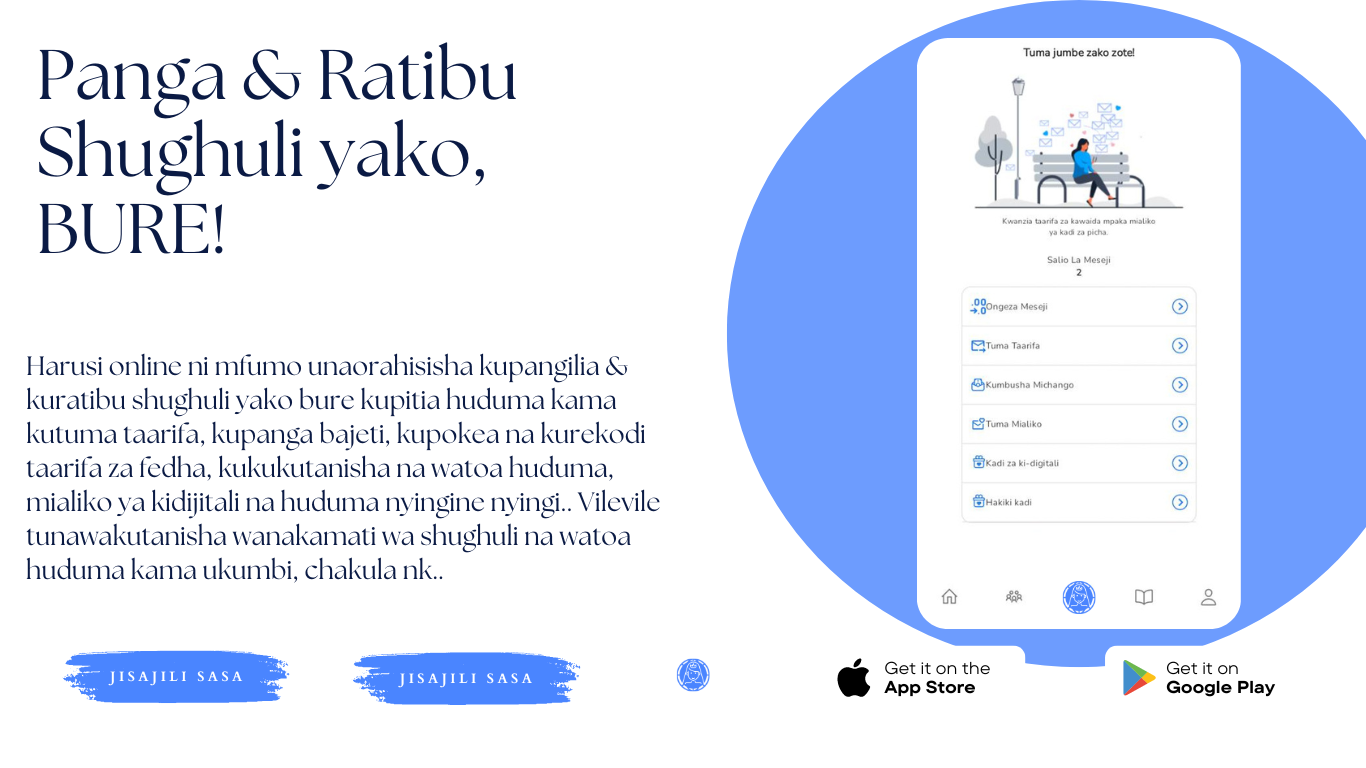 Panga & Ratibu
Shughuli yako,
BURE!
Harusi online ni mfumo unaorahisisha kupangilia &
kuratibu shughuli yako bure kupitia huduma kama
kutuma taarifa, kupanga bajeti, kupokea na kurekodi
taarifa za fedha, kukukutanisha na watoa huduma,
mialiko ya kidijitali na huduma nyingine nyingi.. Vilevile
tunawakutanisha wanakamati wa shughuli na watoa
huduma kama ukumbi, chakula nk..
JISAJILI SASA
JISAJILI SASA
Tuma jumbe zako zote!
Kwanzia taarifa za kawaida mpaka mialiko
ya kadi za picha.
Salio La Meseji
2
.00
.0
Ongeza Meseji
Tuma Taarifa
Kumbusha Michango
Tuma Mialiko
Kadi za ki-digitali
Hakiki kadi
Get it on the
App Store
Get it on
Google Play